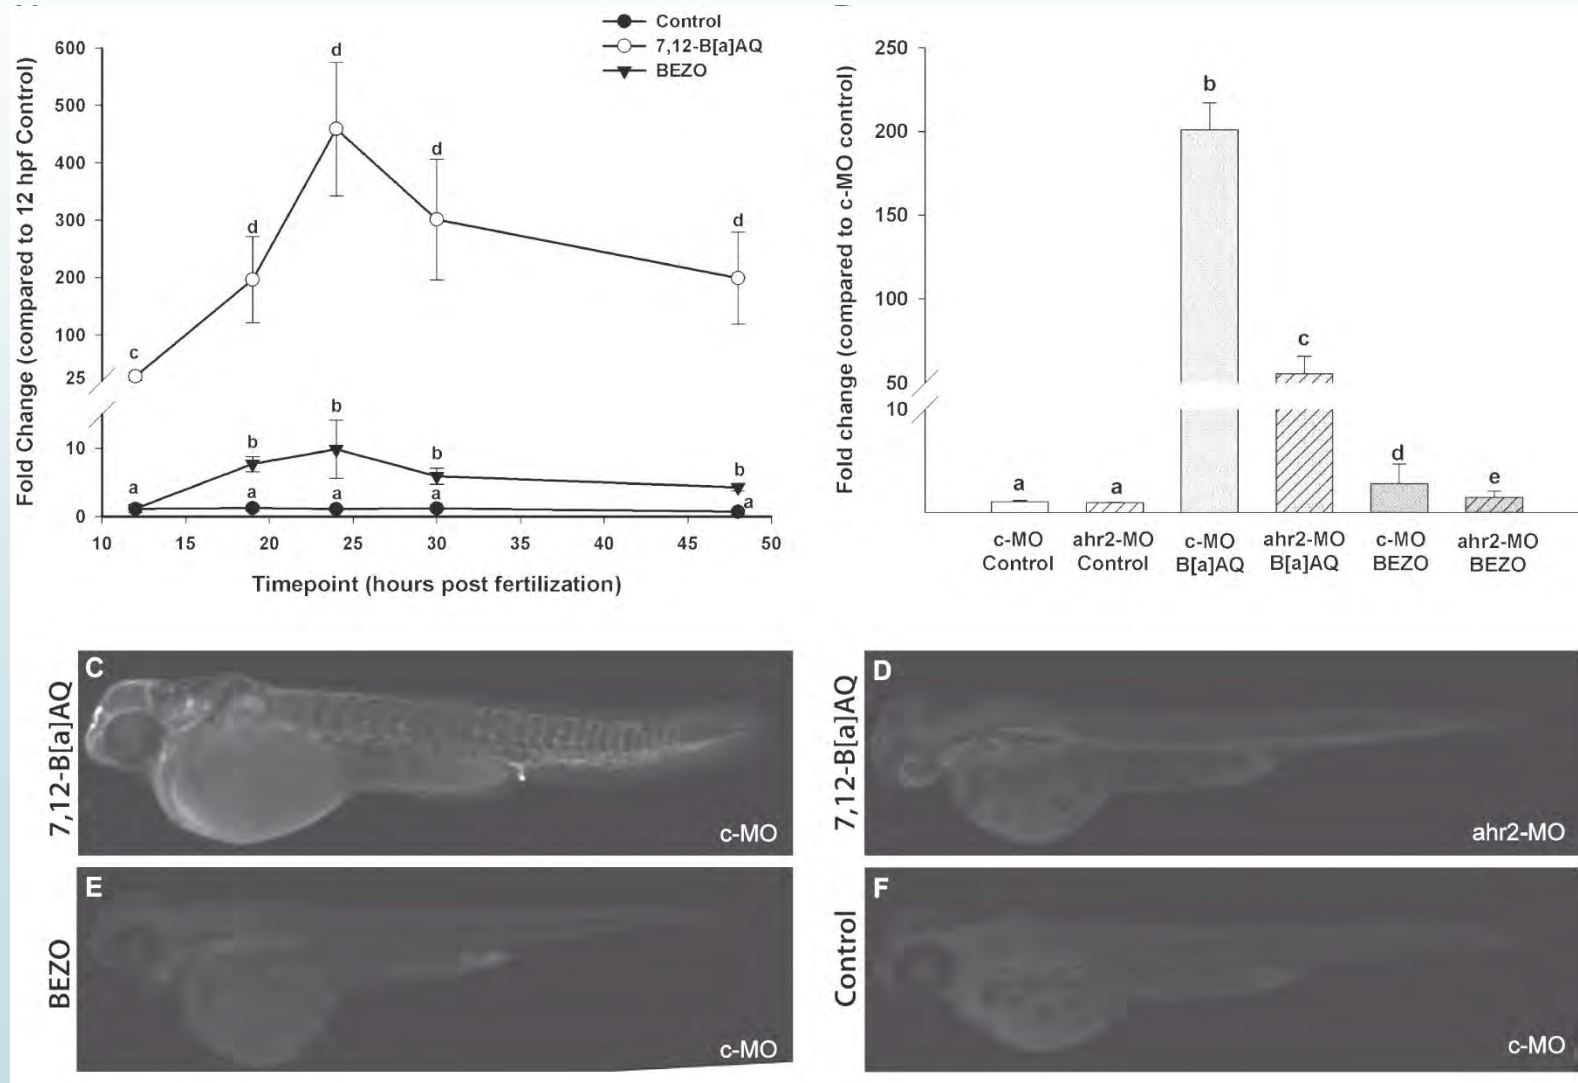 Control
7,12-B[a]AQ
BEZO
Fold Change (compared to 12 hpf Control)
600
500
400
300
200
100
25
10
0
d
d
d
d
c
b
b
b
b
a
a
a
a
a
10 15 20 25 30 35 40 45 50
Timepoint (hours post fertilization)
Fold change (compared to c-MO control)
250
200
150
100
50
10
b
c
d
e
a
a
c-MO ahr2-MO c-MO ahr2-MO c-MO ahr2-MO
Control Control B[a]AQ B[a]AQ BEZO BEZO
7,12-B[a]AQ
C
c-MO
7,12-B[a]AQ
D
ahr2-MO
BEZO
E
c-MO
Control
F
c-MO